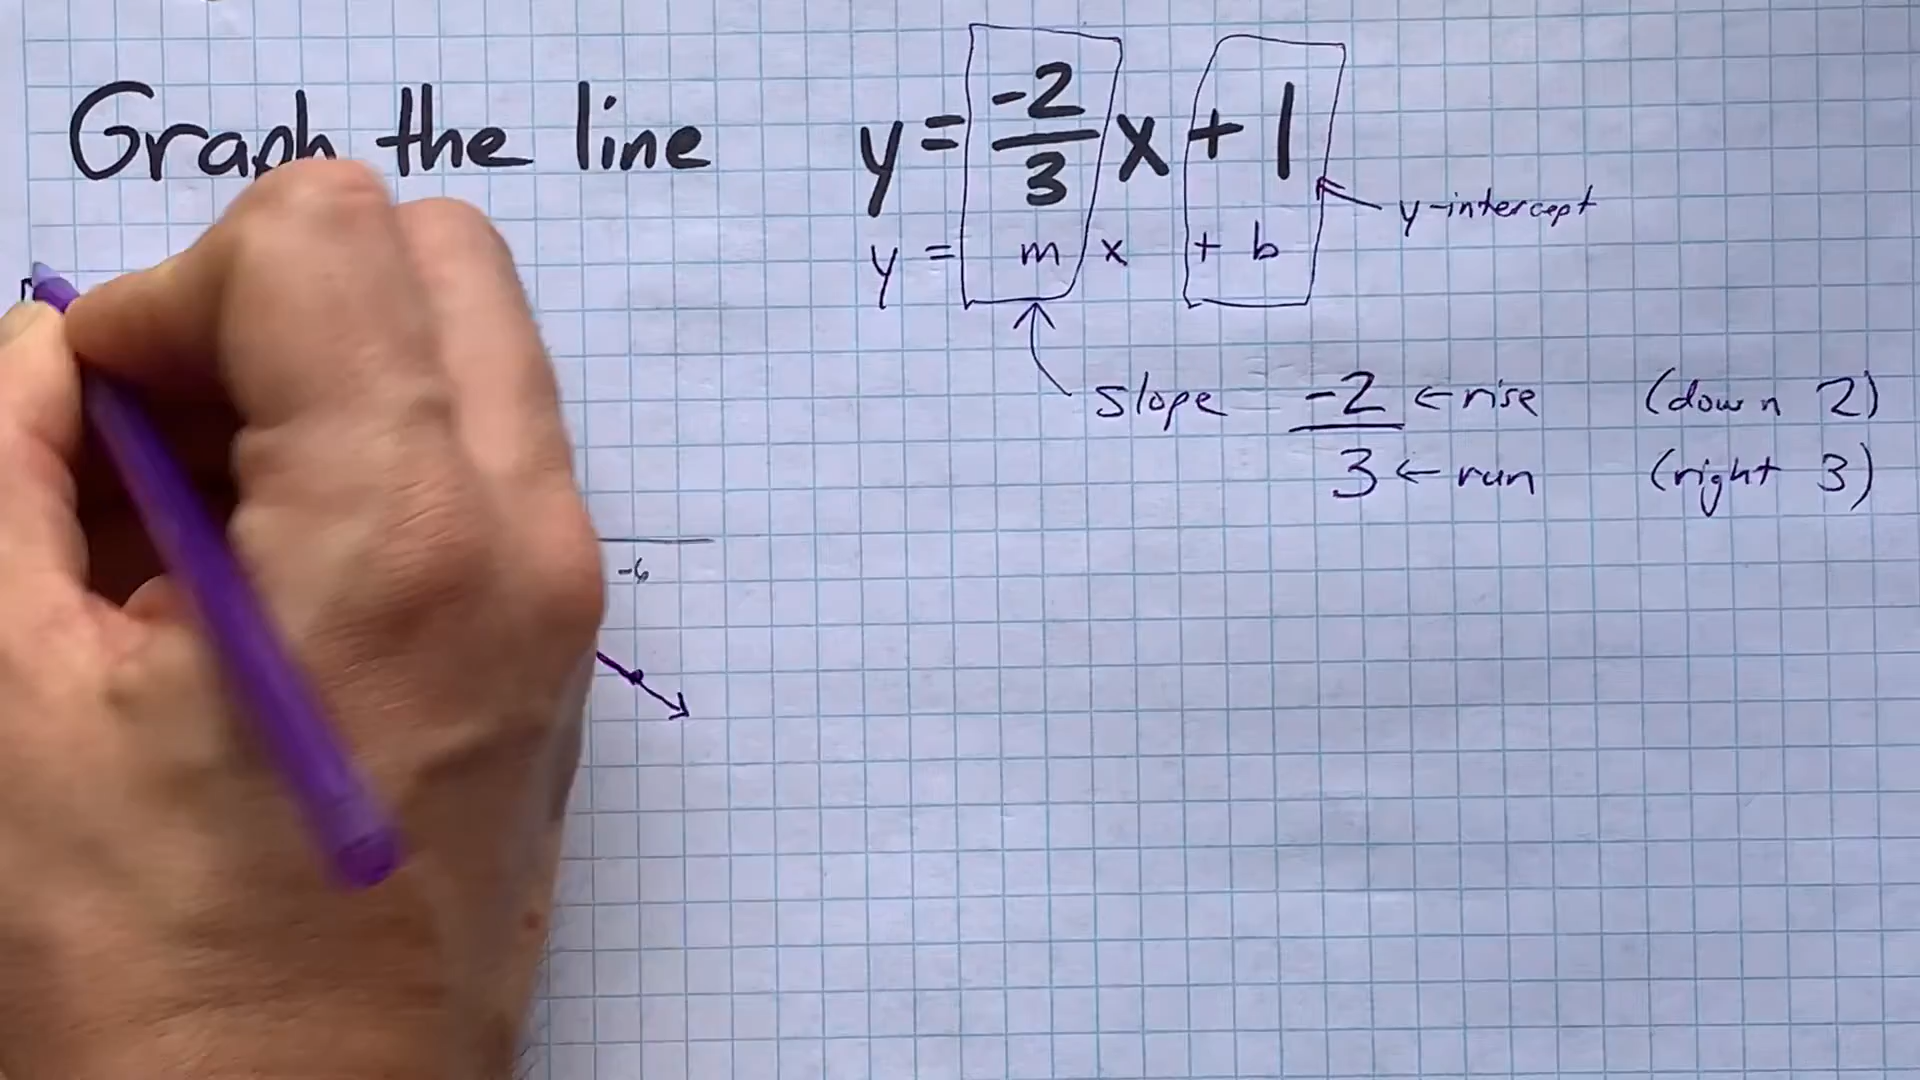 Graph the line y = -2/3 x + 1
y-intercept
y = m x + b
slope -2 ← rise (down 2)
3 ← run (right 3)
-6